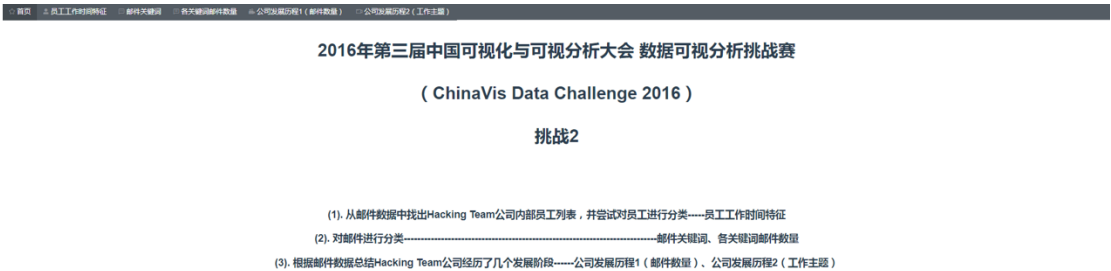 首页 员工工作时间特征 邮件关键词 各关键词邮件数量 公司发展历程1（邮件数量） 公司发展历程2（工作主题）
2016年第三届中国可视化与可视分析大会 数据可视分析挑战赛
（ ChinaVis Data Challenge 2016 ）
挑战2
(1). 从邮件数据中找出Hacking Team公司内部员工列表，并尝试对员工进行分类-----员工工作时间特征
(2). 对邮件进行分类--------------------------------------------------------------------------邮件关键词、各关键词邮件数量
(3). 根据邮件数据总结Hacking Team公司经历了几个发展阶段------公司发展历程1（邮件数量）、公司发展历程2（工作主题）